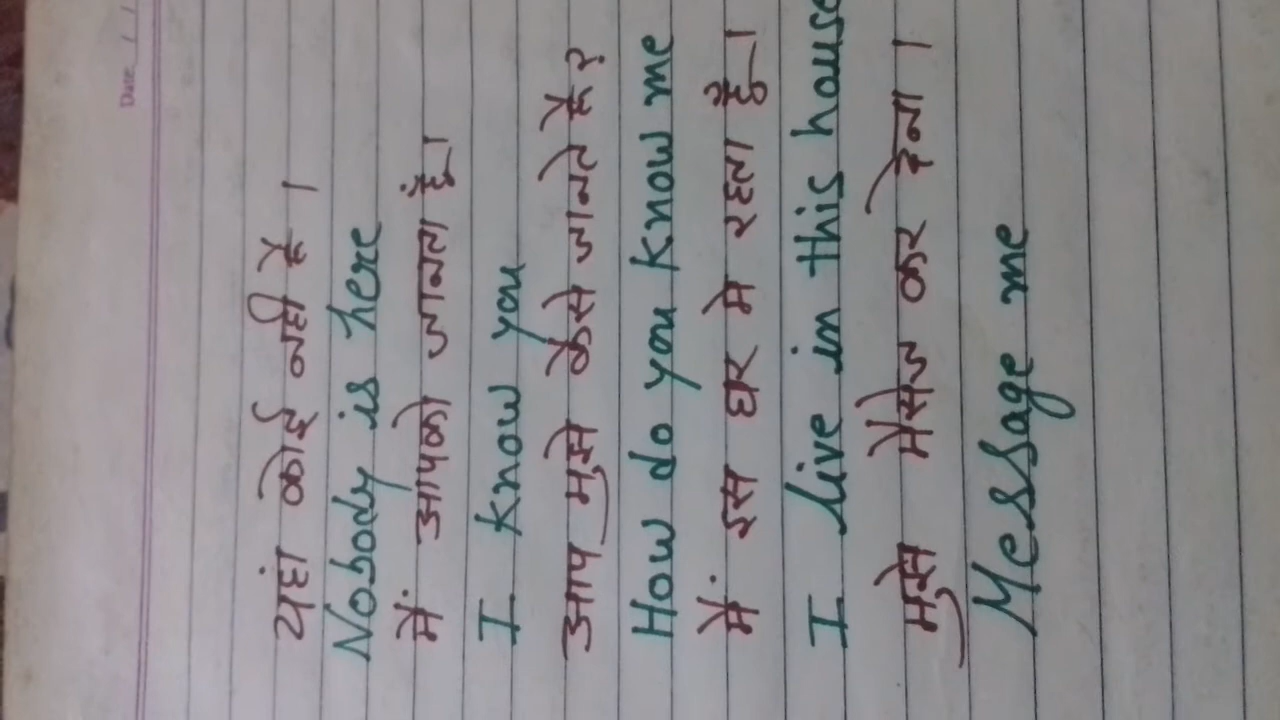 Date / /
यहां कोई नही है ।
Nobody is here
में आपको जानता हूँ।
I know you
आप मुझे कैसे जानते है?
How do you know me
में इस घर मे रहता हूँ।
I live in this house
मुझे मैसेज कर देना ।
Message me